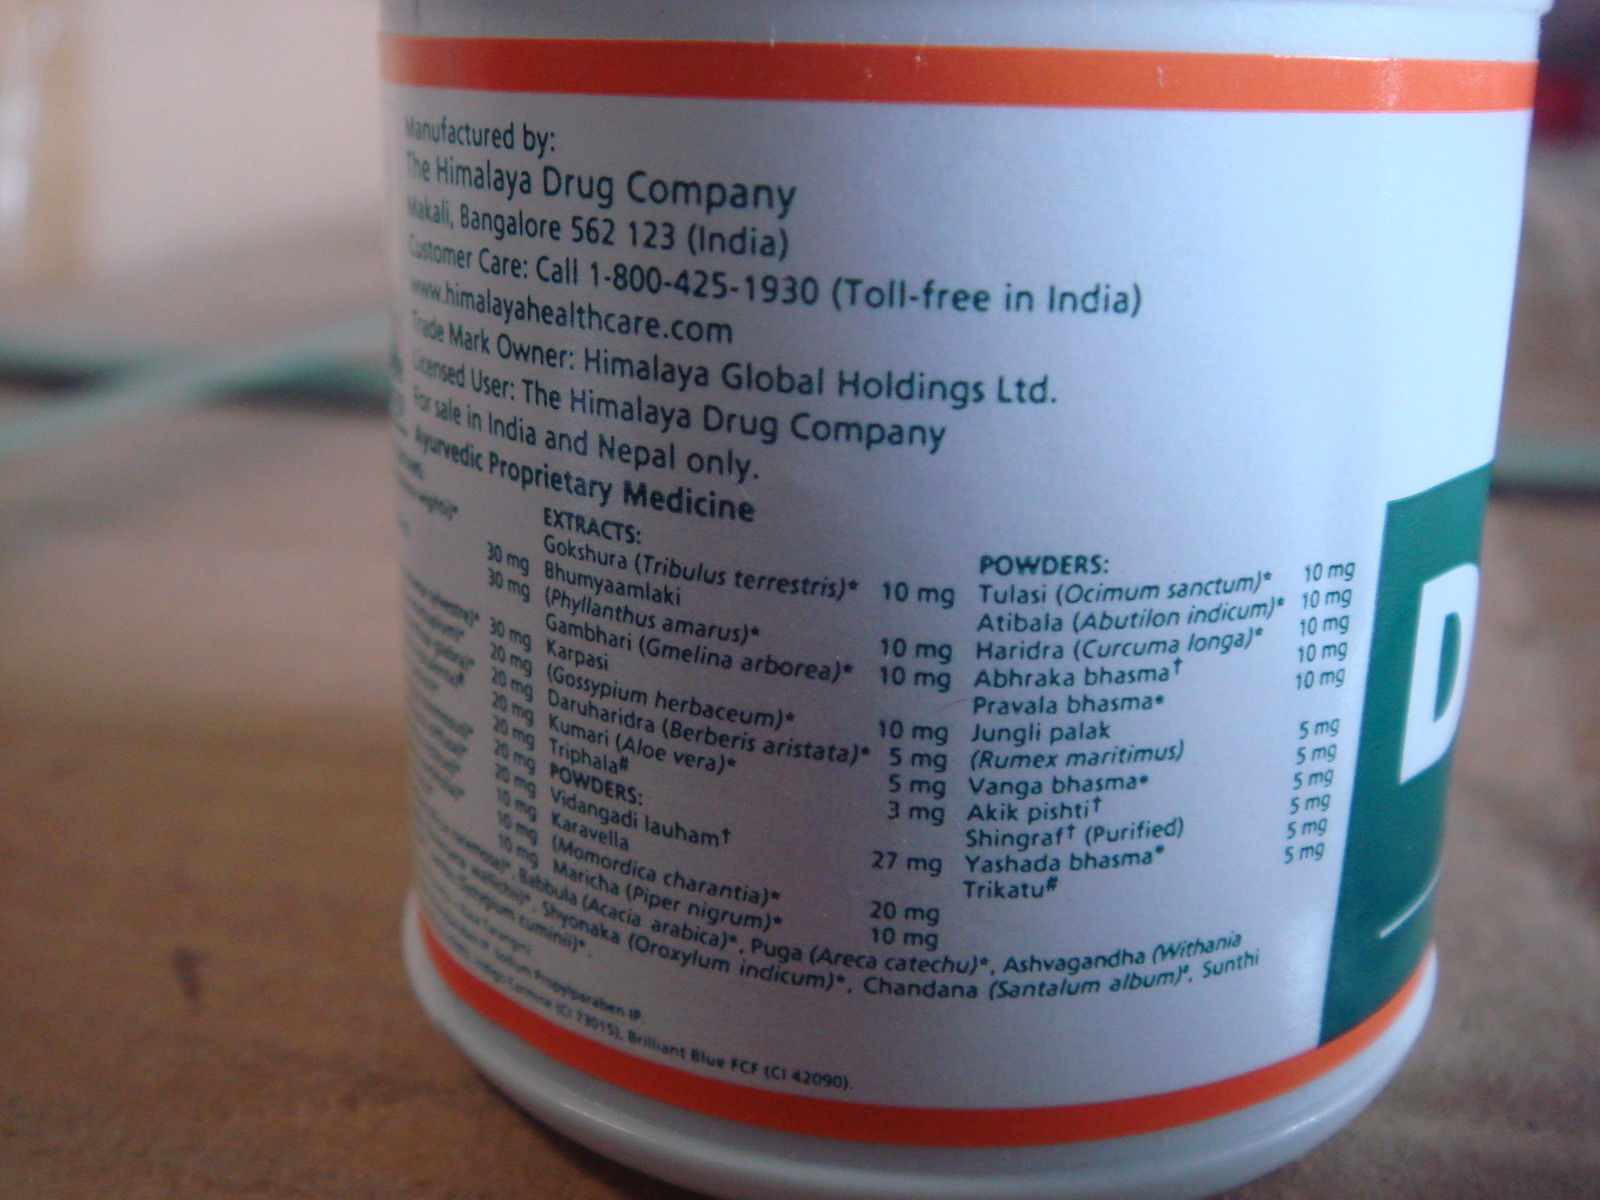 Manufactured by:
The Himalaya Drug Company
Makali, Bangalore 562 123 (India)
Customer Care: Call 1-800-425-1930 (Toll-free in India)
www.himalayahealthcare.com
Trade Mark Owner: Himalaya Global Holdings Ltd.
Licensed User: The Himalaya Drug Company
For sale in India and Nepal only.
Ayurvedic Proprietary Medicine
30 mg
30 mg
30 mg
20 mg
20 mg
20 mg
20 mg
20 mg
20 mg
10 mg
10 mg
10 mg
EXTRACTS:
Gokshura (Tribulus terrestris)* 10 mg
Bhumyaamlaki
(Phyllanthus amarus)* 10 mg
Gambhari (Gmelina arborea)* 10 mg
Karpasi
(Gossypium herbaceum)* 10 mg
Daruharidra (Berberis aristata)* 5 mg
Kumari (Aloe vera)* 5 mg
Triphala# 3 mg
POWDERS:
Vidangadi lauham† 27 mg
Karavella
(Momordica charantia)* 20 mg
Maricha (Piper nigrum)* 10 mg
POWDERS:
Tulasi (Ocimum sanctum)* 10 mg
Atibala (Abutilon indicum)* 10 mg
Haridra (Curcuma longa)* 10 mg
Abhraka bhasma† 10 mg
Pravala bhasma• 10 mg
Jungli palak
(Rumex maritimus) 5 mg
Vanga bhasma• 5 mg
Akik pishti† 5 mg
Shingraf† (Purified) 5 mg
Yashada bhasma• 5 mg
Trikatu# 5 mg
Babbula (Acacia arabica)*, Puga (Areca catechu)*, Ashvagandha (Withania
Shyonaka (Oroxylum indicum)*, Chandana (Santalum album), Sunthi
Syzygium cuminii)*.
Sodium Propylparaben IP.
Indigo Carmine (CI 73015), Brilliant Blue FCF (CI 42090).
D